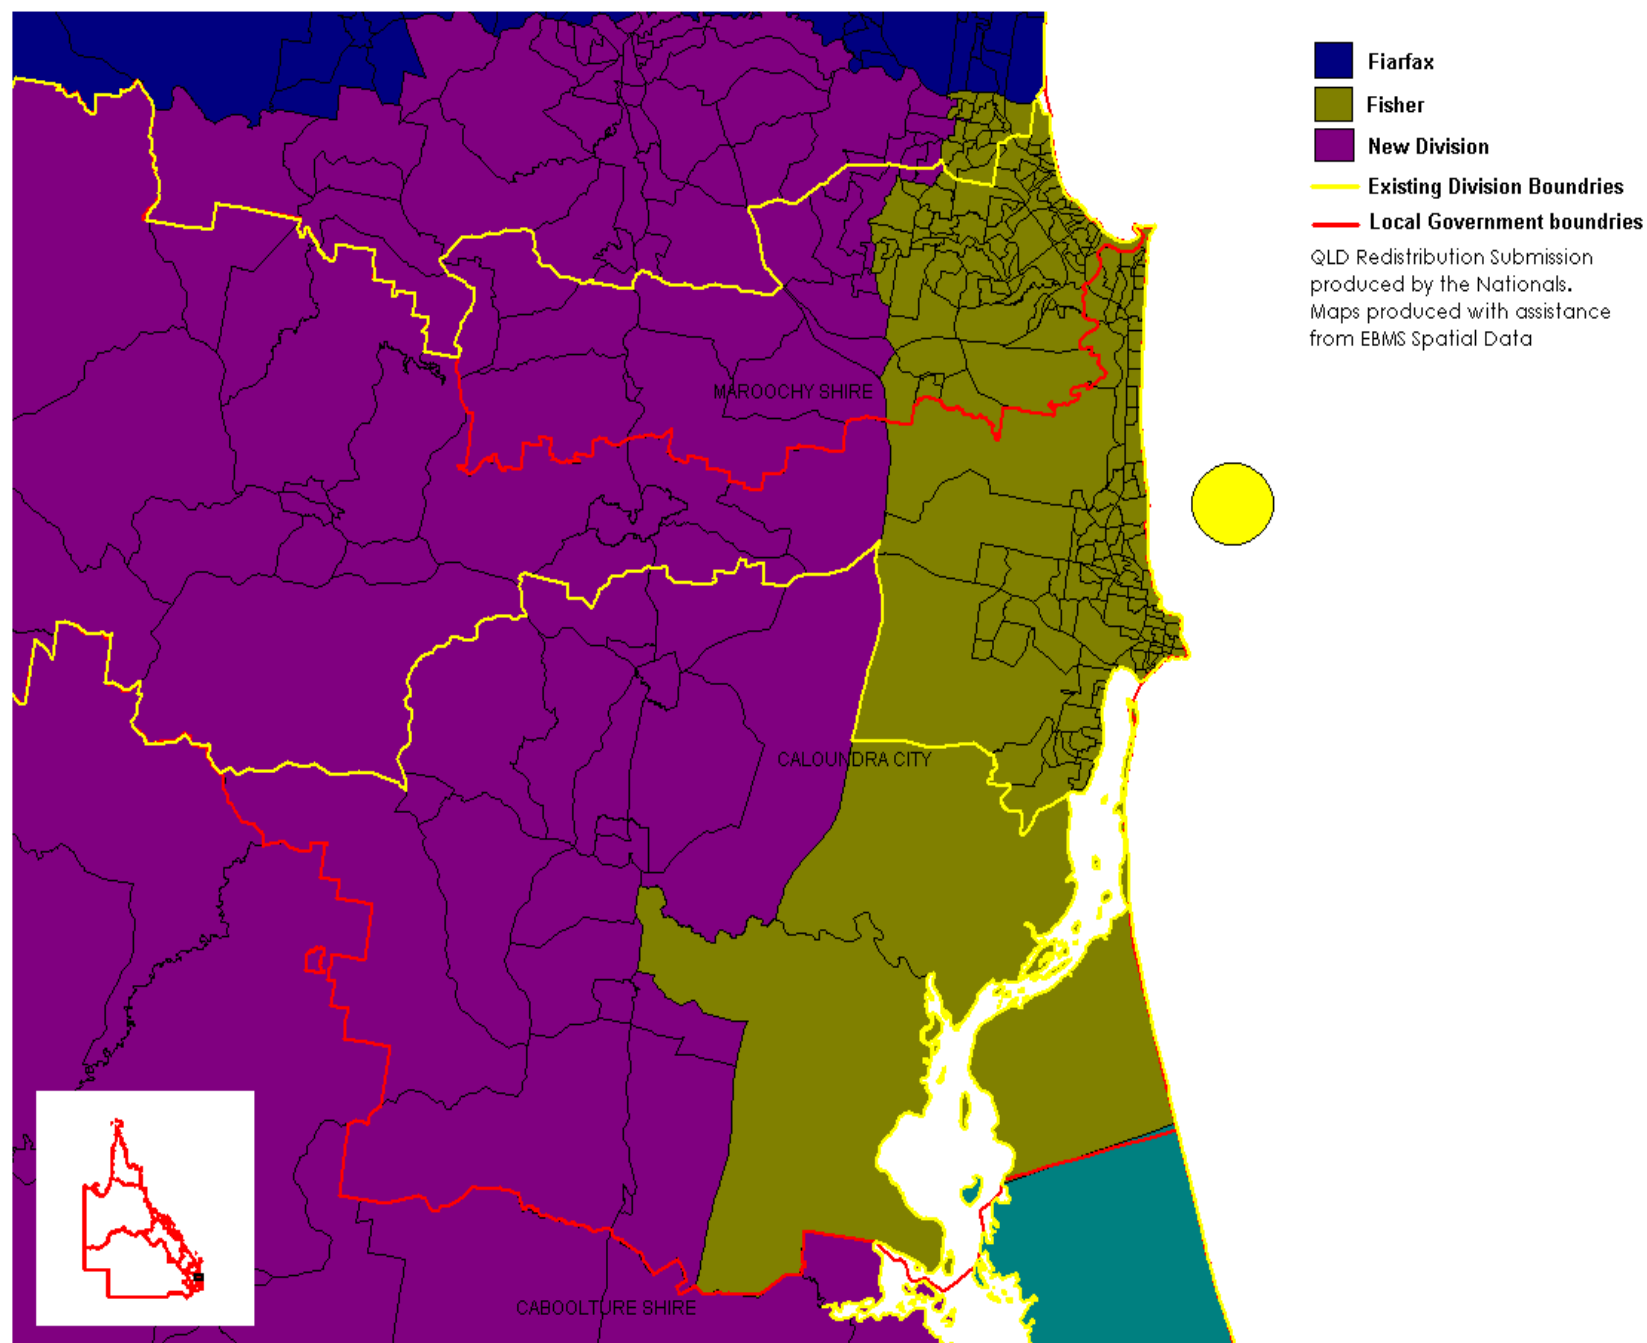 Fiarfax
Fisher
New Division
Existing Division Boundries
Local Government boundries
QLD Redistribution Submission
produced by the Nationals.
Maps produced with assistance
from EBMS Spatial Data
MAROOCHY SHIRE
CALOUNDRA CITY
CABOOLTURE SHIRE